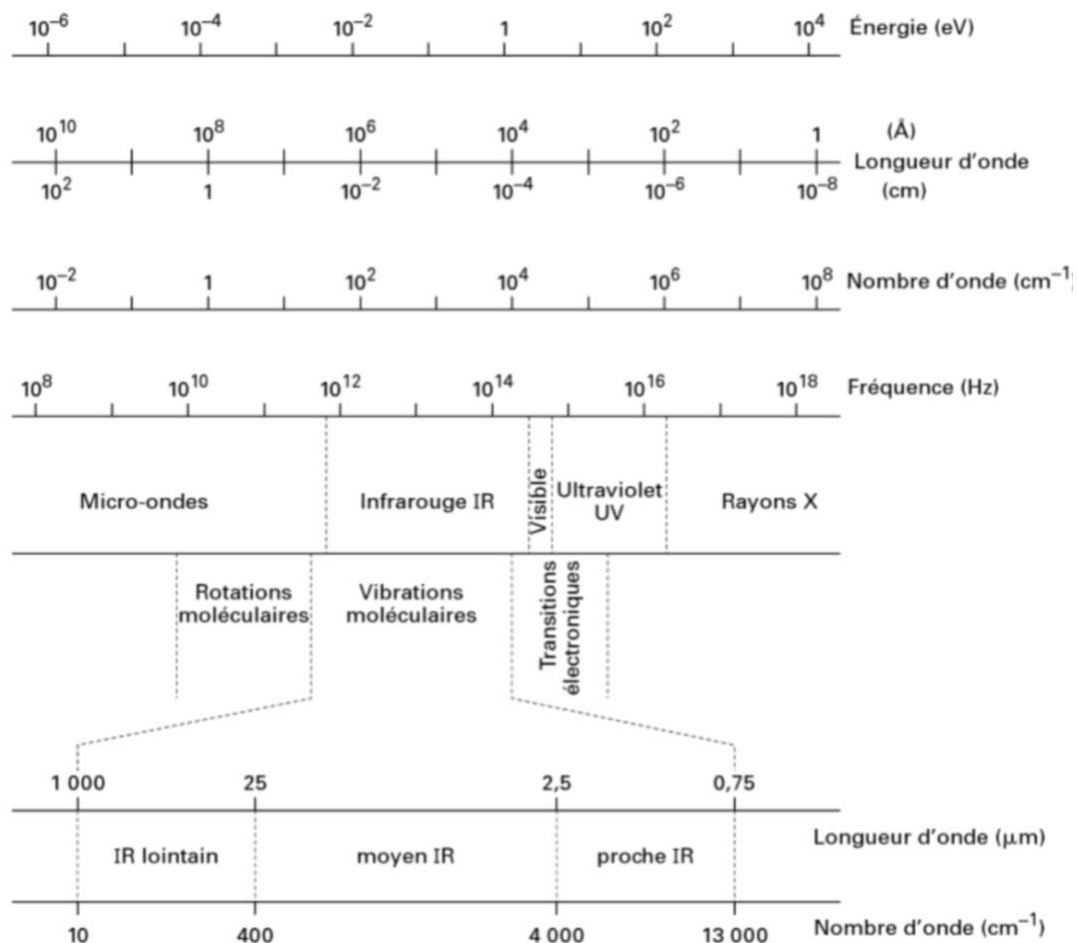 10⁻⁶ 10⁻⁴ 10⁻² 1 10² 10⁴ Énergie (eV)
10¹⁰ 10⁸ 10⁶ 10⁴ 10² 1 (Å)
Longueur d'onde
10² 1 10⁻² 10⁻⁴ 10⁻⁶ 10⁻⁸ (cm)
10⁻² 1 10² 10⁴ 10⁶ 10⁸ Nombre d'onde (cm⁻¹)
10⁸ 10¹⁰ 10¹² 10¹⁴ 10¹⁶ 10¹⁸ Fréquence (Hz)
Micro-ondes
Infrarouge IR
Visible
Ultraviolet
UV
Rayons X
Rotations
moléculaires
Vibrations
moléculaires
Transitions
électroniques
1 000 25 2,5 0,75
Longueur d'onde (μm)
IR lointain moyen IR proche IR
10 400 4 000 13 000 Nombre d'onde (cm⁻¹)